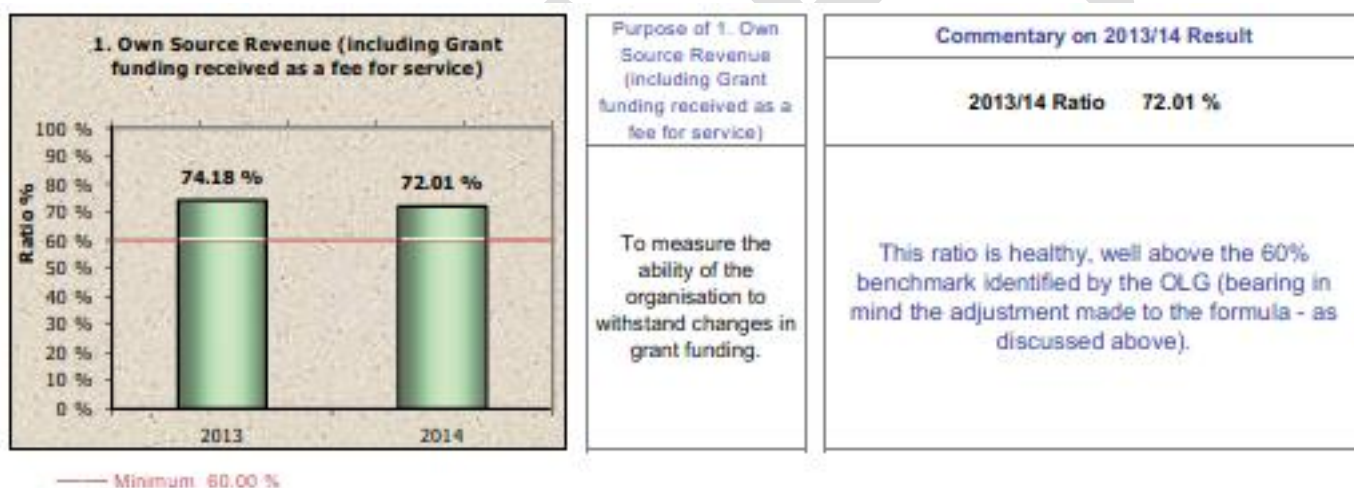 1. Own Source Revenue (including Grant
funding received as a fee for service)
Ratio %
100 %
90 %
80 %
70 %
60 %
50 %
40 %
30 %
20 %
10 %
0 %
74.18 %
72.01 %
2013
2014
Minimum 60.00 %
Purpose of 1. Own
Source Revenue
(including Grant
funding received as a
fee for service)
To measure the
ability of the
organisation to
withstand changes in
grant funding.
Commentary on 2013/14 Result
2013/14 Ratio 72.01 %
This ratio is healthy, well above the 60%
benchmark identified by the OLG (bearing in
mind the adjustment made to the formula - as
discussed above).